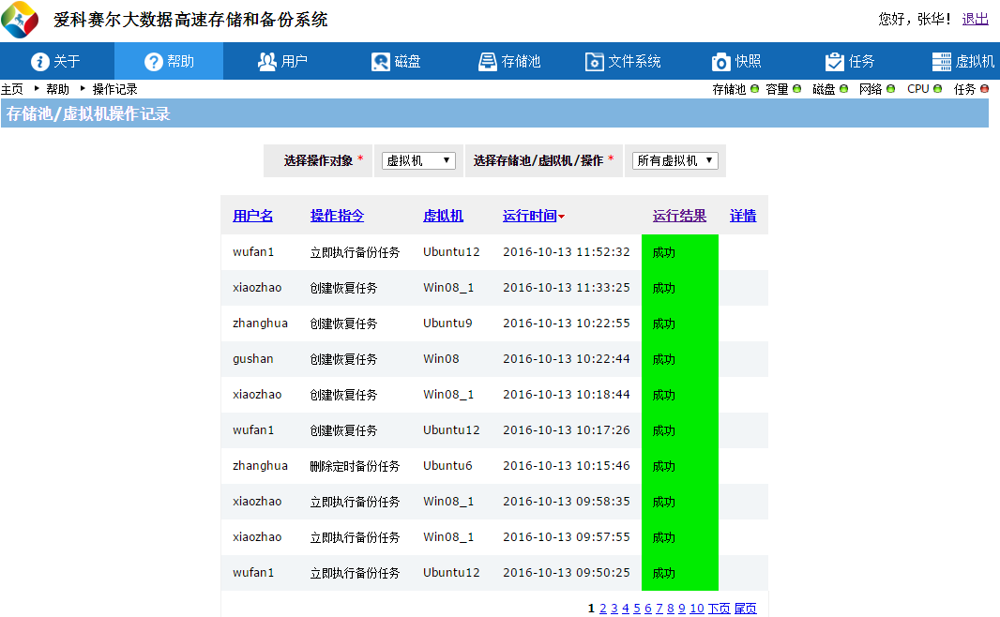 爱科赛尔大数据高速存储和备份系统 您好，张华！ 退出
关于 帮助 用户 磁盘 存储池 文件系统 快照 任务 虚拟机
主页 帮助 操作记录 存储池 容量 磁盘 网络 CPU 任务
存储池/虚拟机操作记录
选择操作对象 * 虚拟机 选择存储池/虚拟机/操作 * 所有虚拟机
用户名 操作指令 虚拟机 运行时间 运行结果 详情
wufan1 立即执行备份任务 Ubuntu12 2016-10-13 11:52:32 成功
xiaozhao 创建恢复任务 Win08_1 2016-10-13 11:33:25 成功
zhanghua 创建恢复任务 Ubuntu9 2016-10-13 10:22:55 成功
gushan 创建恢复任务 Win08 2016-10-13 10:22:44 成功
xiaozhao 创建恢复任务 Win08_1 2016-10-13 10:18:44 成功
wufan1 创建恢复任务 Ubuntu12 2016-10-13 10:17:26 成功
zhanghua 删除定时备份任务 Ubuntu6 2016-10-13 10:15:46 成功
xiaozhao 立即执行备份任务 Win08_1 2016-10-13 09:58:35 成功
xiaozhao 立即执行备份任务 Win08_1 2016-10-13 09:57:55 成功
wufan1 立即执行备份任务 Ubuntu12 2016-10-13 09:50:25 成功
1 2 3 4 5 6 7 8 9 10 下页 尾页